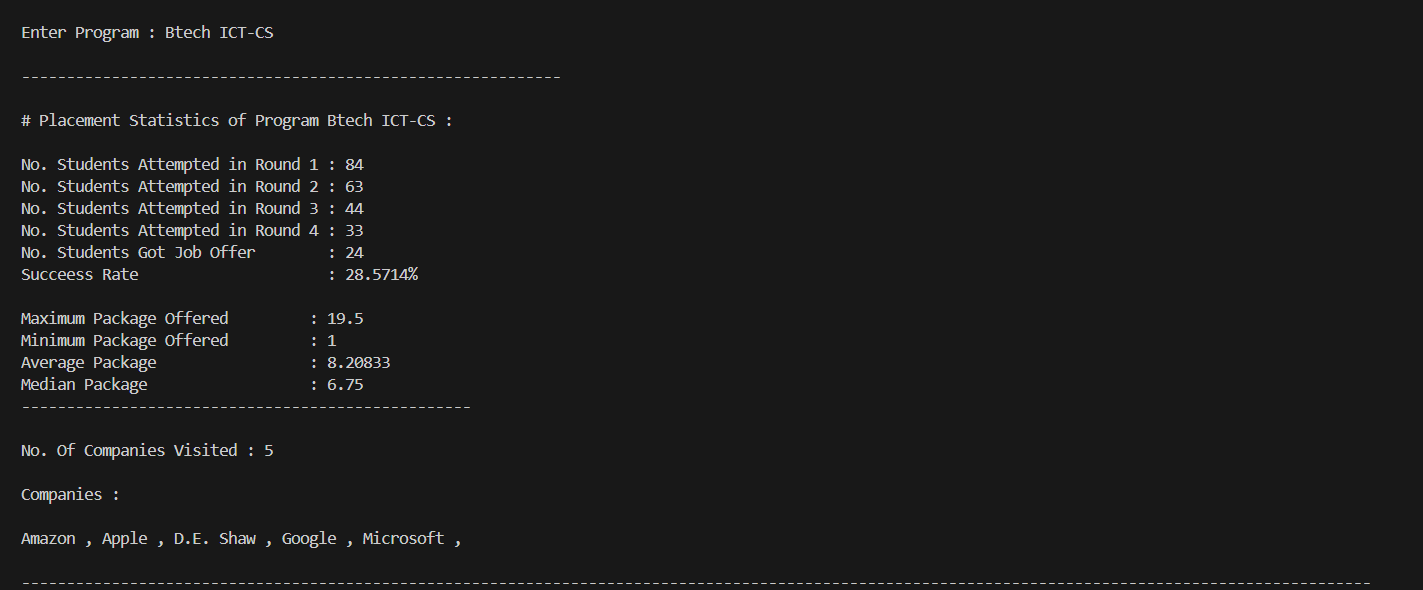 Enter Program : Btech ICT-CS
------------------------------------------------------------
# Placement Statistics of Program Btech ICT-CS :
No. Students Attempted in Round 1 : 84
No. Students Attempted in Round 2 : 63
No. Students Attempted in Round 3 : 44
No. Students Attempted in Round 4 : 33
No. Students Got Job Offer        : 24
Succeess Rate                     : 28.5714%
Maximum Package Offered         : 19.5
Minimum Package Offered         : 1
Average Package                 : 8.20833
Median Package                  : 6.75
--------------------------------------------------
No. Of Companies Visited : 5
Companies :
Amazon , Apple , D.E. Shaw , Google , Microsoft ,
------------------------------------------------------------------------------------------------------------------------------------------------------